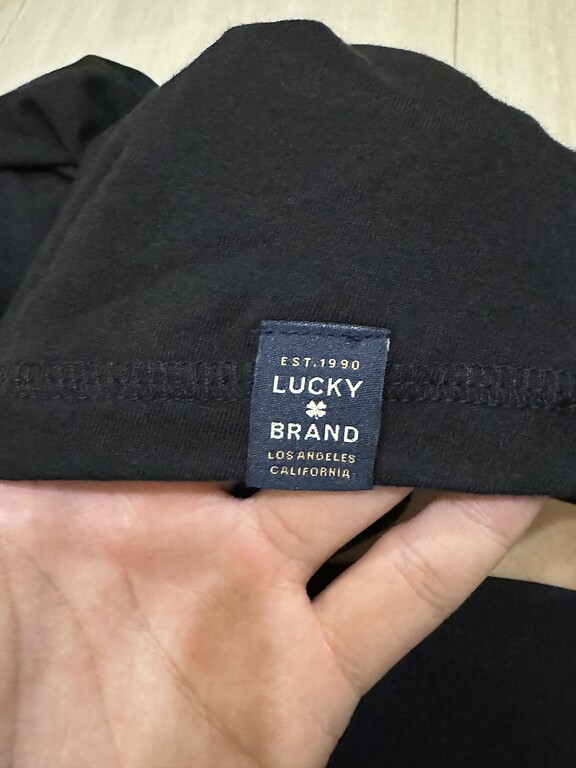 EST.1990
LUCKY
BRAND
LOS ANGELES
CALIFORNIA